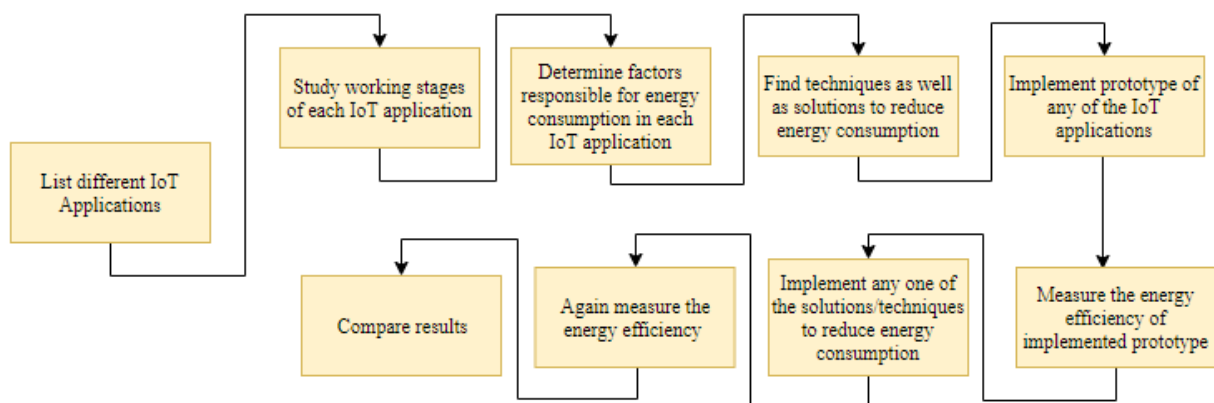 List different IoT
Applications
Study working stages
of each IoT application
Determine factors
responsible for energy
consumption in each
IoT application
Find techniques as well
as solutions to reduce
energy consumption
Implement prototype of
any of the IoT
applications
Measure the energy
efficiency of
implemented prototype
Implement any one of
the solutions/techniques
to reduce energy
consumption
Again measure the
energy efficiency
Compare results